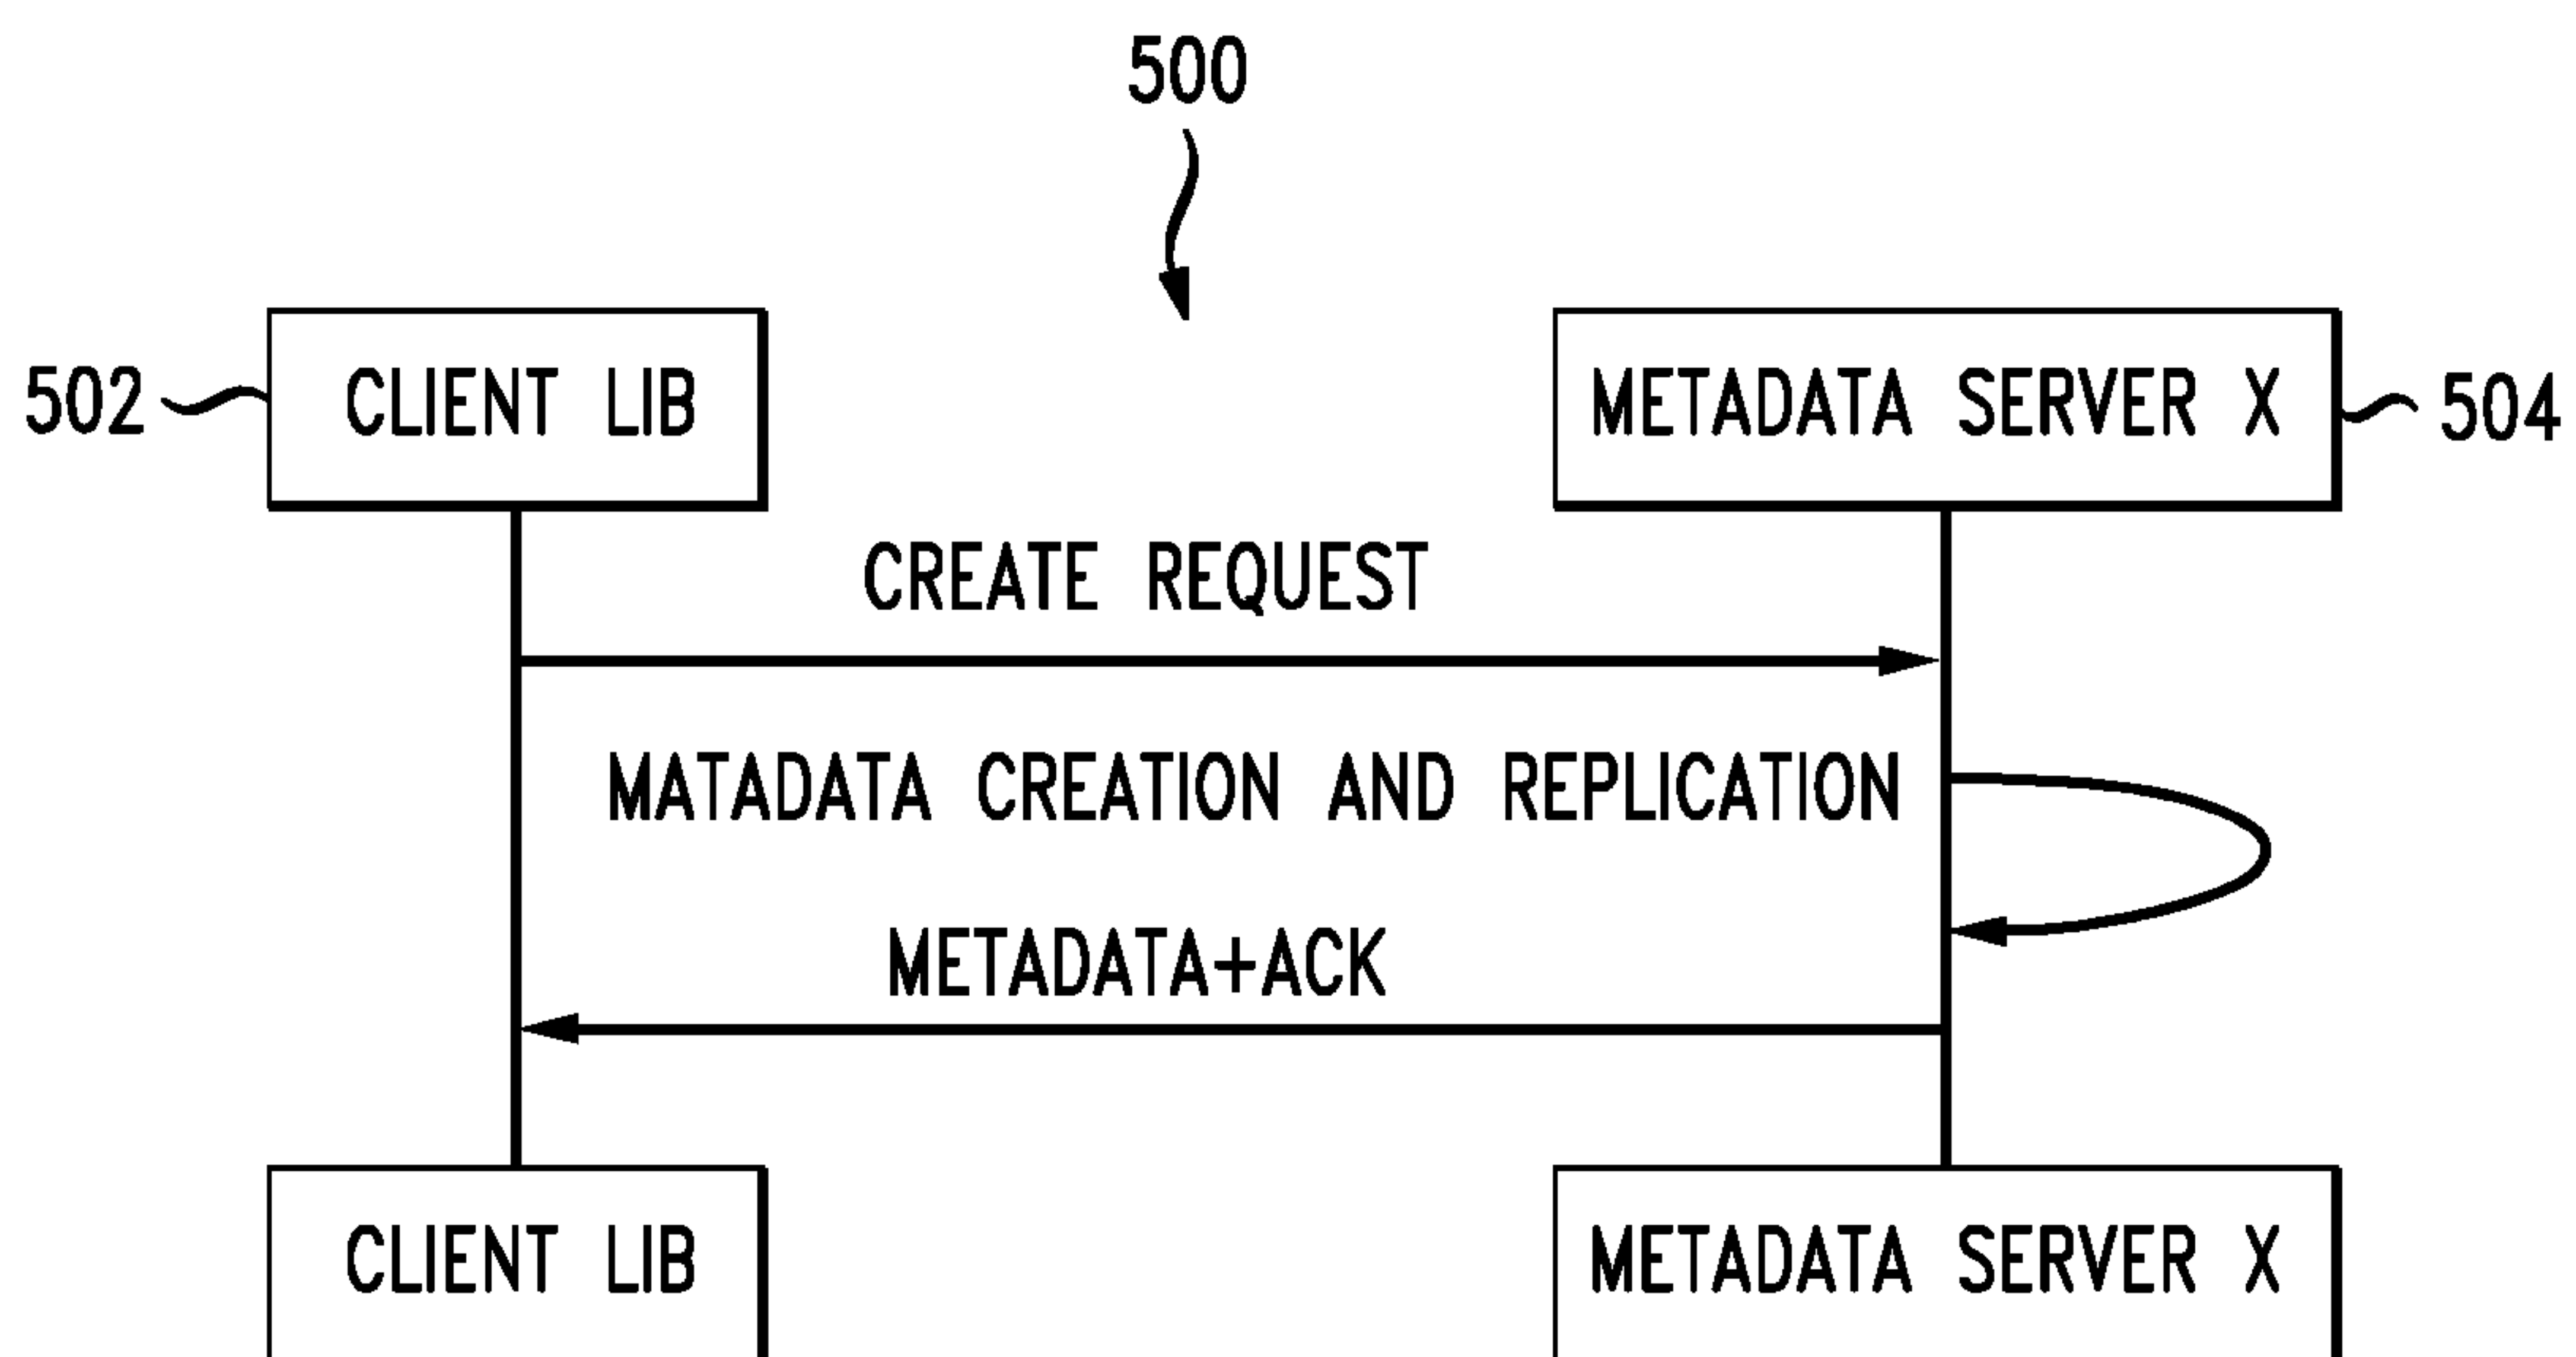 500
502 CLIENT LIB METADATA SERVER X 504
CREATE REQUEST
MATADATA CREATION AND REPLICATION
METADATA+ACK
CLIENT LIB METADATA SERVER X